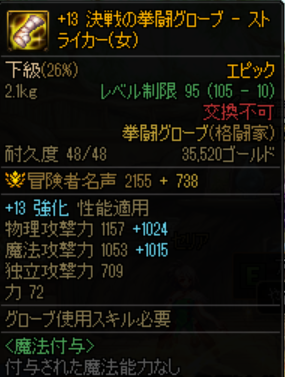 +13 決戦の拳闘グローブ - スト
ライカー(女)
下級(26%) エピック
2.1kg レベル制限 95 (105 - 10)
交換不可
拳闘グローブ(格闘家)
耐久度 48/48 35,520ゴールド
冒険者名声 2155 + 738
+13 強化 性能適用
物理攻撃力 1157 +1024
魔法攻撃力 1053 +1015
独立攻撃力 709
力 72
グローブ使用スキル必要
<魔法付与>
付与された魔法能力なし